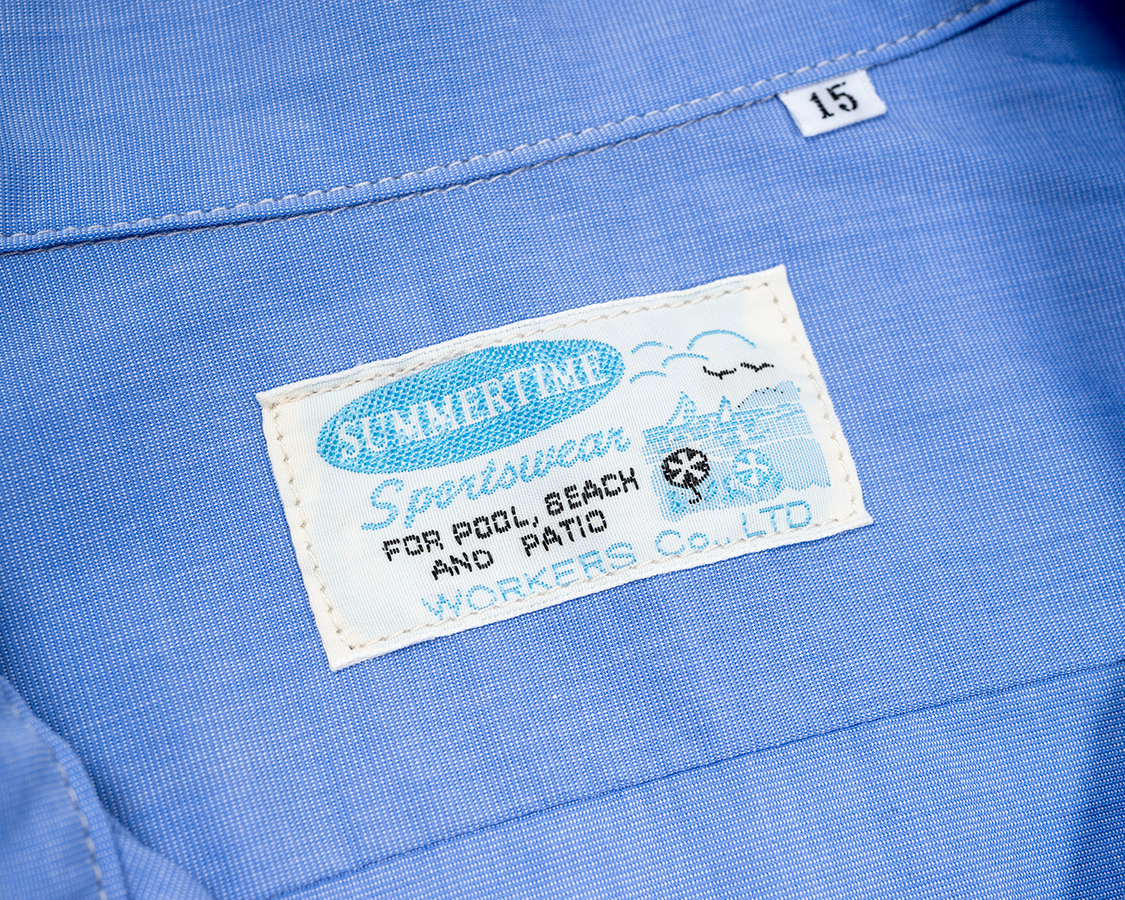 15
SUMMERTIME
Sportswear
FOR POOL, BEACH
AND PATIO
WORKERS Co., LTD